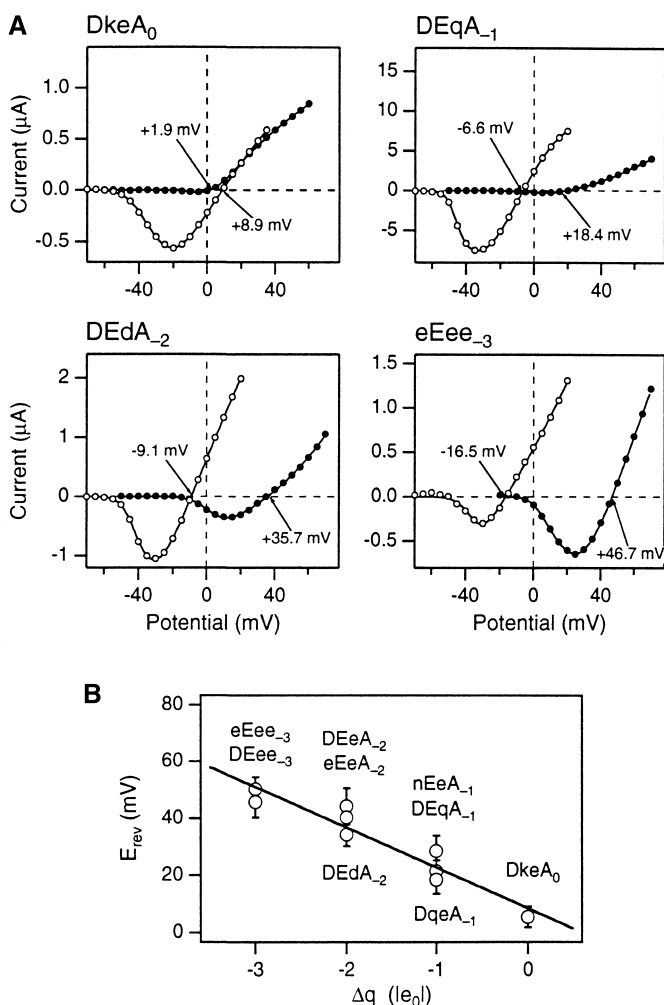 A
DkeA₀
DEqA₋₁
Current (μA)
1.0
0.5
0.0
-0.5
+1.9 mV
+8.9 mV
-40
0
40
15
10
5
0
-5
-6.6 mV
+18.4 mV
-40
0
40
DEdA₋₂
eEee₋₃
Current (μA)
2
1
0
-1
-9.1 mV
+35.7 mV
-40
0
40
Potential (mV)
1.5
1.0
0.5
0.0
-0.5
-16.5 mV
+46.7 mV
-40
0
40
Potential (mV)
B
Erev (mV)
80
60
40
20
0
eEee₋₃
DEee₋₃
DEeA₋₂
eEeA₋₂
DEdA₋₂
nEeA₋₁
DEqA₋₁
DqeA₋₁
DkeA₀
-3
-2
-1
0
Δq (|e₀|)